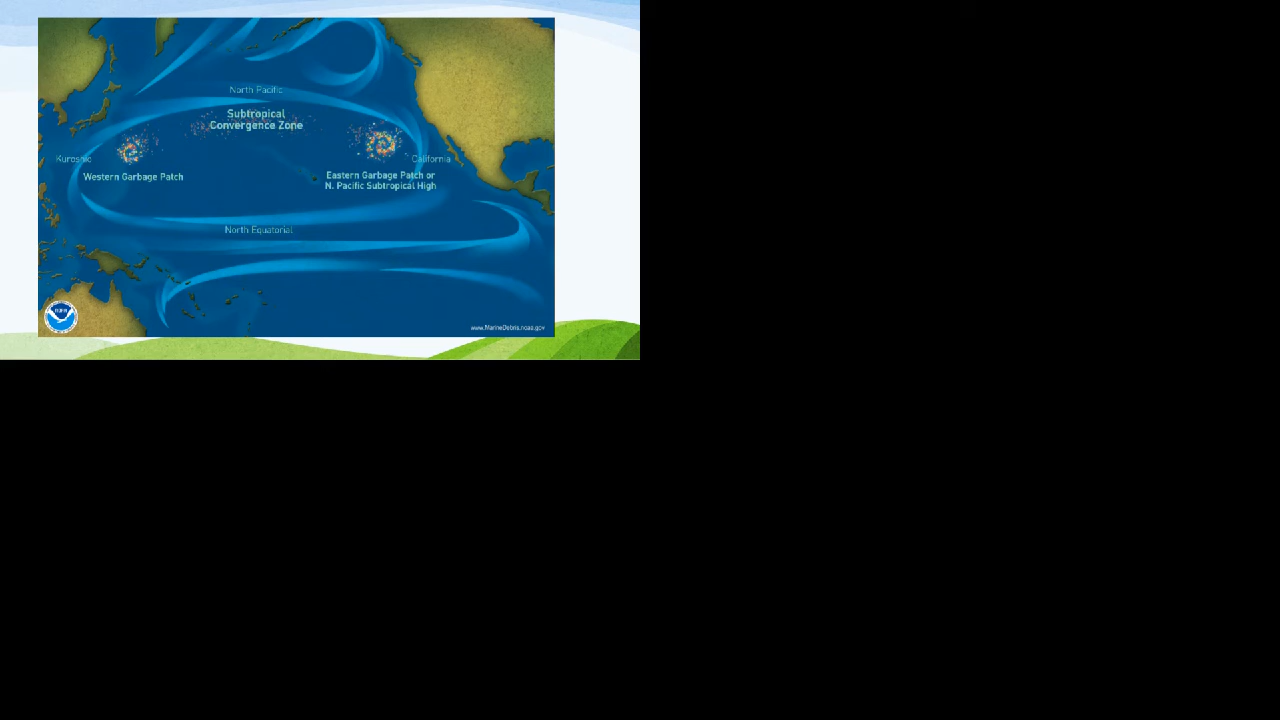 North Pacific
Subtropical
Convergence Zone
Kuroshio
California
Western Garbage Patch
Eastern Garbage Patch or
N. Pacific Subtropical High
North Equatorial
www.MarineDebris.noaa.gov